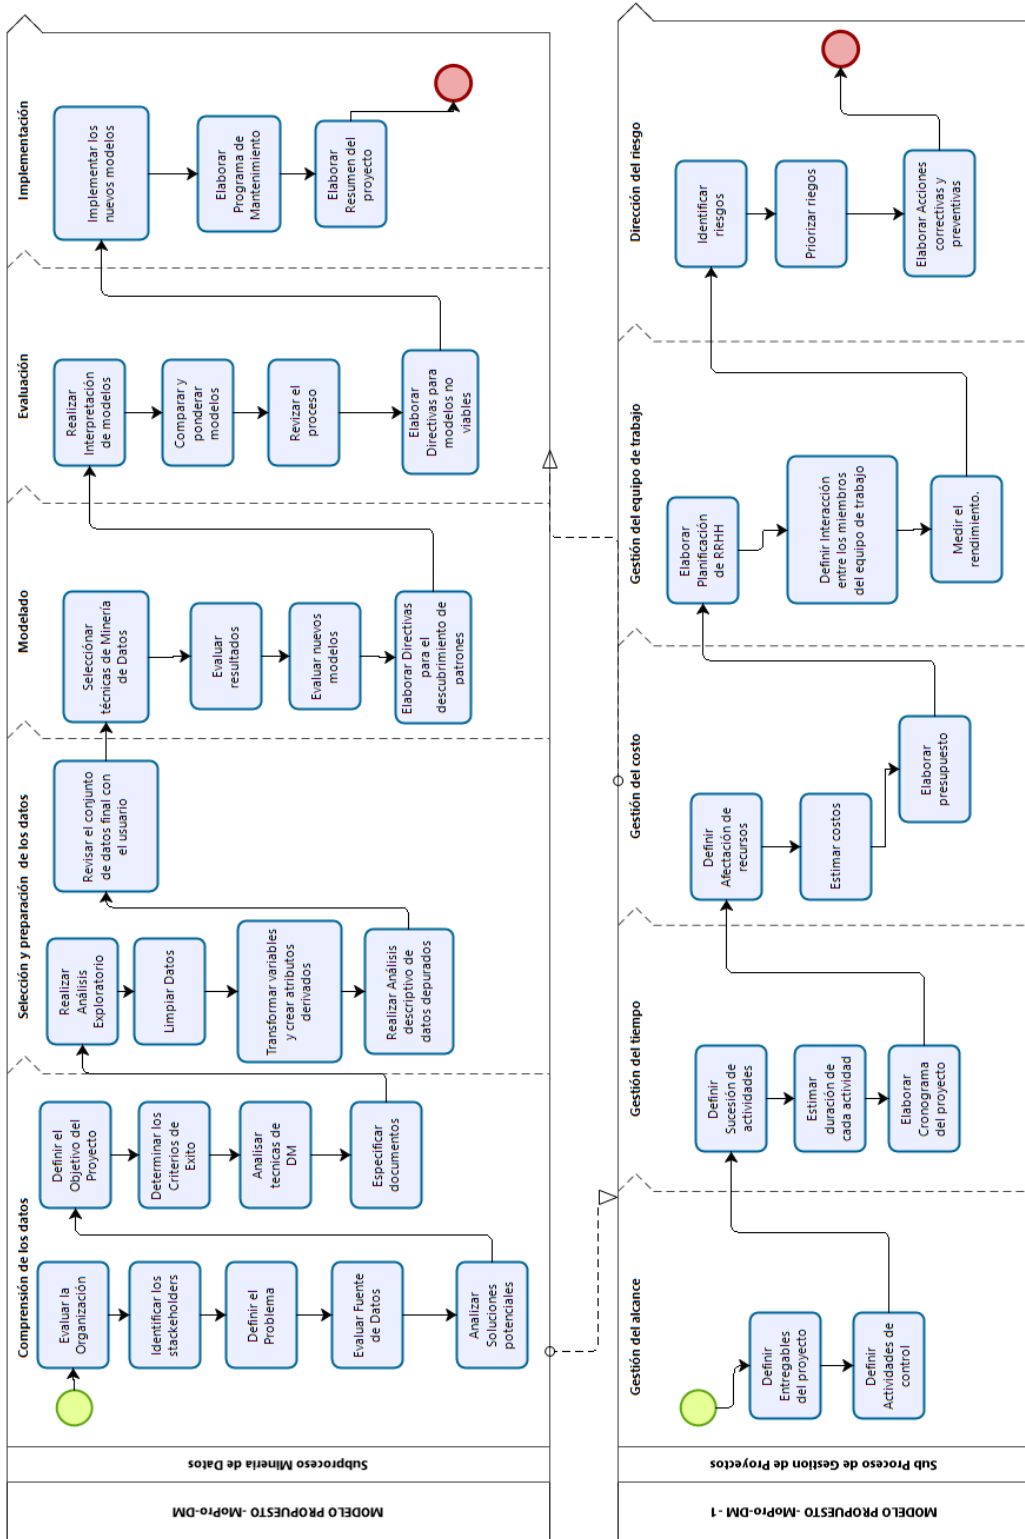 MODELO PROPUESTO- MoPro-DM
Subproceso Mineria de Datos
Comprensión de los datos
Evaluar la
Organización
Identificar los
stackeholders
Definir el
Problema
Evaluar Fuente
de Datos
Analizar
Soluciones
potenciales
Definir el
Objetivo del
Proyecto
Determinar los
Criterios de
Exito
Analisar
tecnicas de
DM
Especificar
documentos
Selección y preparación de los datos
Realizar
Análisis
Exploratorio
Limpiar Datos
Transformar variables
y crear atributos
derivados
Realizar Análisis
descriptivo de
datos depurados
Revisar el conjunto
de datos final con
el usuario
Modelado
Selecciónar
técnicas de Minería
de Datos
Evaluar
resultados
Evaluar nuevos
modelos
Elaborar Directivas
para el
descubrimiento de
patrones
Evaluación
Realizar
Interpretación
de modelos
Comparar y
ponderar
modelos
Revizar el
proceso
Elaborar
Directivas para
modelos no
viables
Implementación
Implementar los
nuevos modelos
Elaborar
Programa de
Mantenimiento
Elaborar
Resumen del
proyecto
MODELO PROPUESTO- MoPro-DM - 1
Sub Proceso de Gestion de Proyectos
Gestión del alcance
Definir
Entregables
del proyecto
Definir
Actividades de
control
Gestión del tiempo
Definir
Sucesión de
actividades
Estimar
duración de
cada actividad
Elaborar
Cronograma
del proyecto
Gestión del costo
Definir
Afectación de
recursos
Estimar costos
Elaborar
presupuesto
Gestión del equipo de trabajo
Elaborar
Planificación
de RRHH
Definir Interacción
entre los miembros
del equipo de trabajo
Medir el
rendimiento.
Dirección del riesgo
Identificar
riesgos
Priorizar riegos
Elaborar Acciones
correctivas y
preventivas